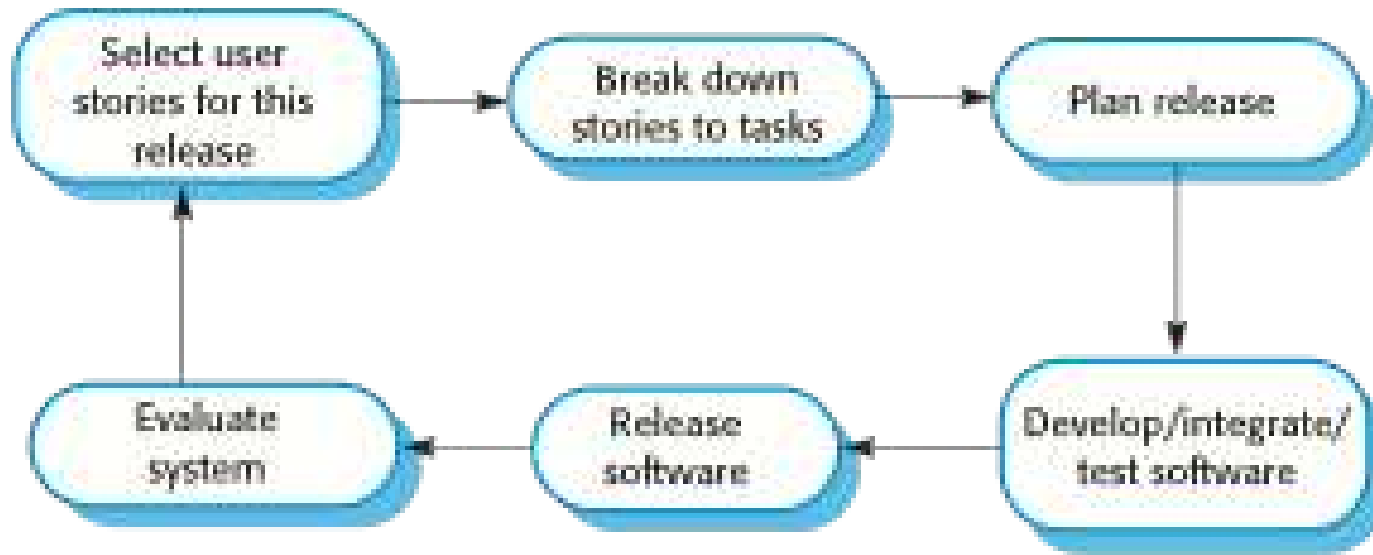 Select user
stories for this
release
Break down
stories to tasks
Plan release
Develop/integrate/
test software
Release
software
Evaluate
system